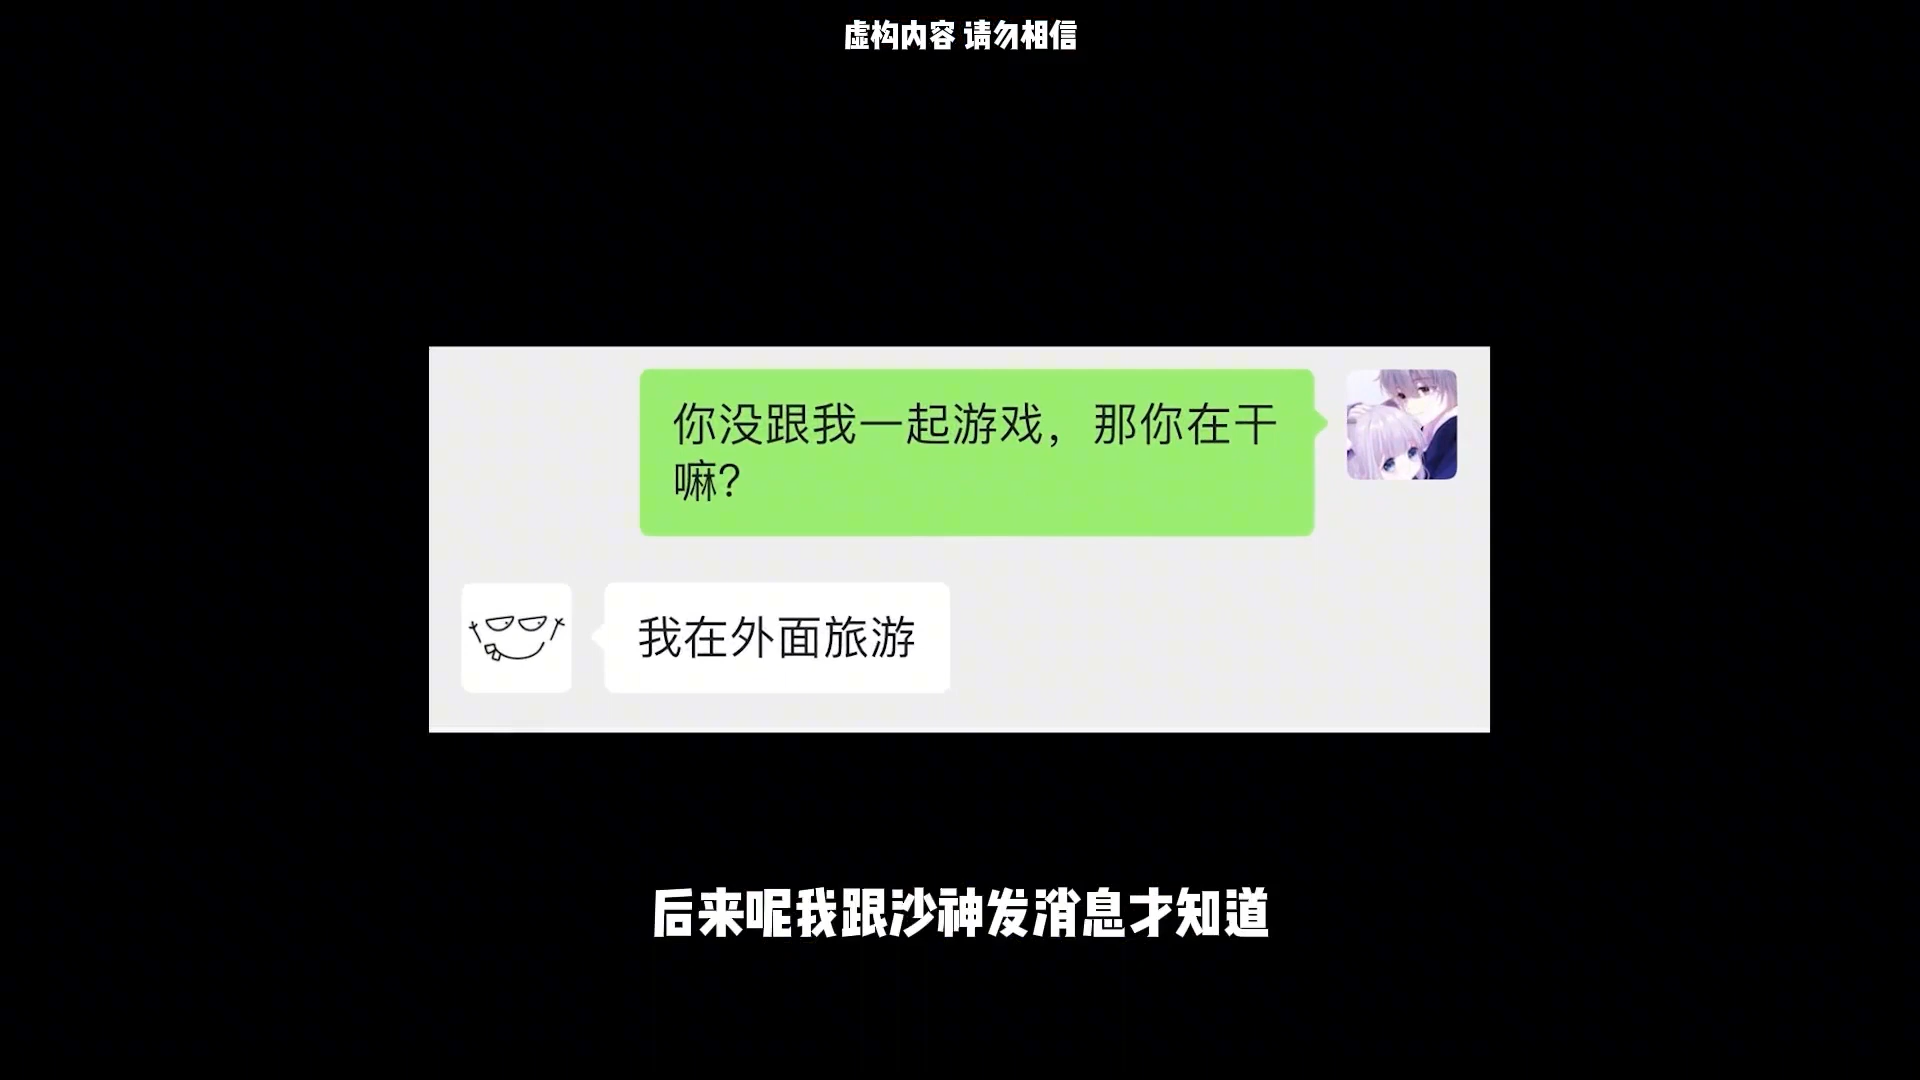 虚构内容 请勿相信
你没跟我一起游戏，那你在干
嘛？
我在外面旅游
后来呢我跟沙神发消息才知道